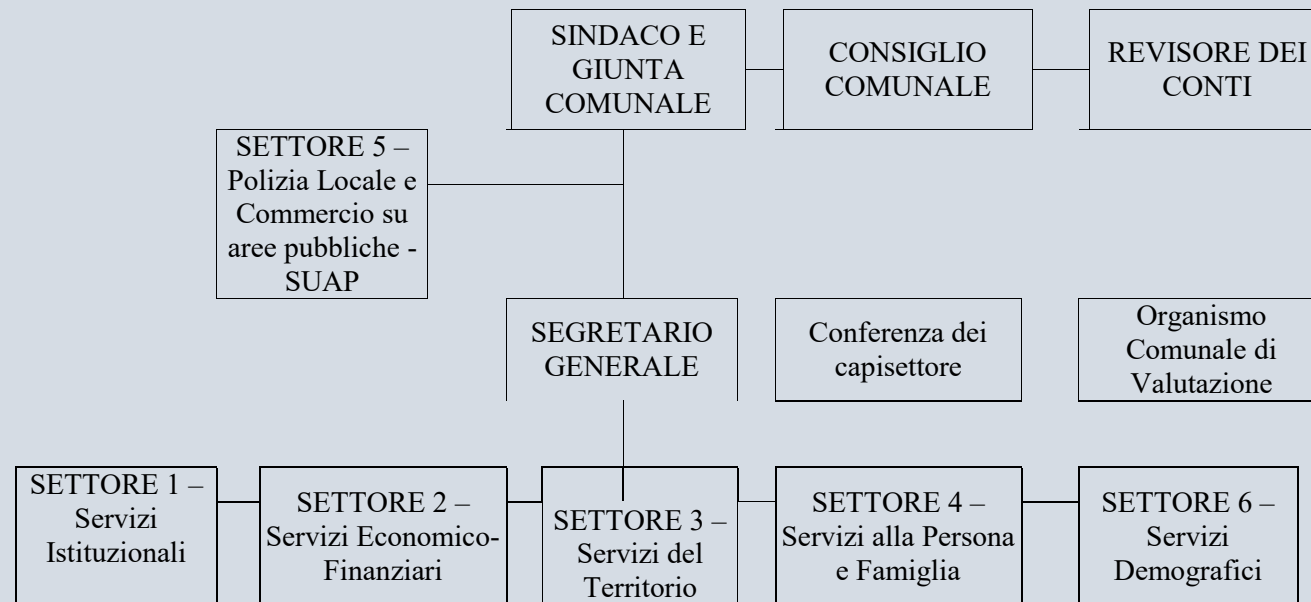 SINDACO E
GIUNTA
COMUNALE
CONSIGLIO
COMUNALE
REVISORE DEI
CONTI
SETTORE 5 –
Polizia Locale e
Commercio su
aree pubbliche -
SUAP
SEGRETARIO
GENERALE
Conferenza dei
capisettore
Organismo
Comunale di
Valutazione
SETTORE 1 –
Servizi
Istituzionali
SETTORE 2 –
Servizi Economico-
Finanziari
SETTORE 3 –
Servizi del
Territorio
SETTORE 4 –
Servizi alla Persona
e Famiglia
SETTORE 6 –
Servizi
Demografici